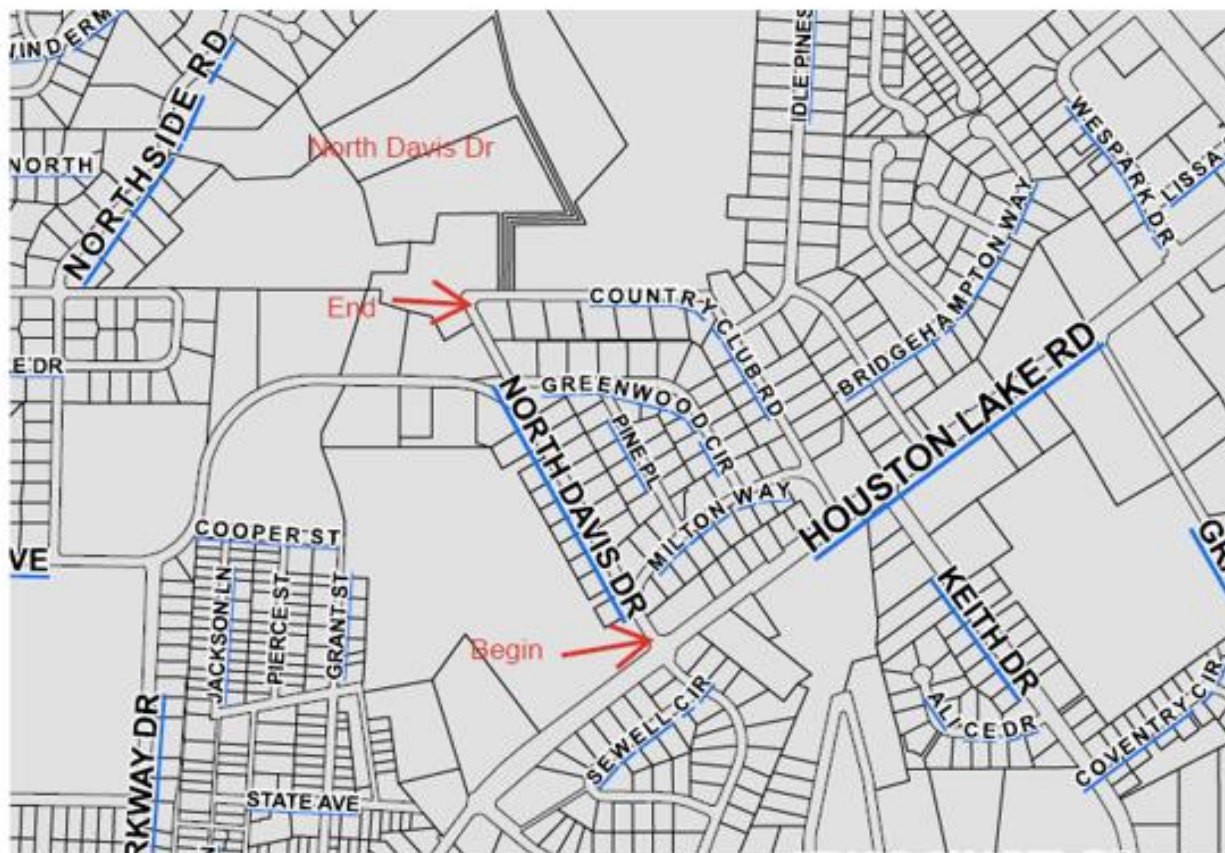 WINDERM
NORTHSIDE RD
NORTH
North Davis Dr
IDLE PINES
WESPARK DR
LISSA
BRIDGEHAMPTON WAY
End
COUNTRY CLUB RD
E DR
GREENWOOD CIR
PINE PL
NORTH DAVIS DR
MILTON WAY
HOUSTON LAKE RD
COOPER ST
VE
JACKSON LN
PIERCE ST
GRANT ST
KEITH DR
GRA
Begin
SEWELL CIR
ALICE DR
COVENTRY CIR
RKWAY DR
STATE AVE